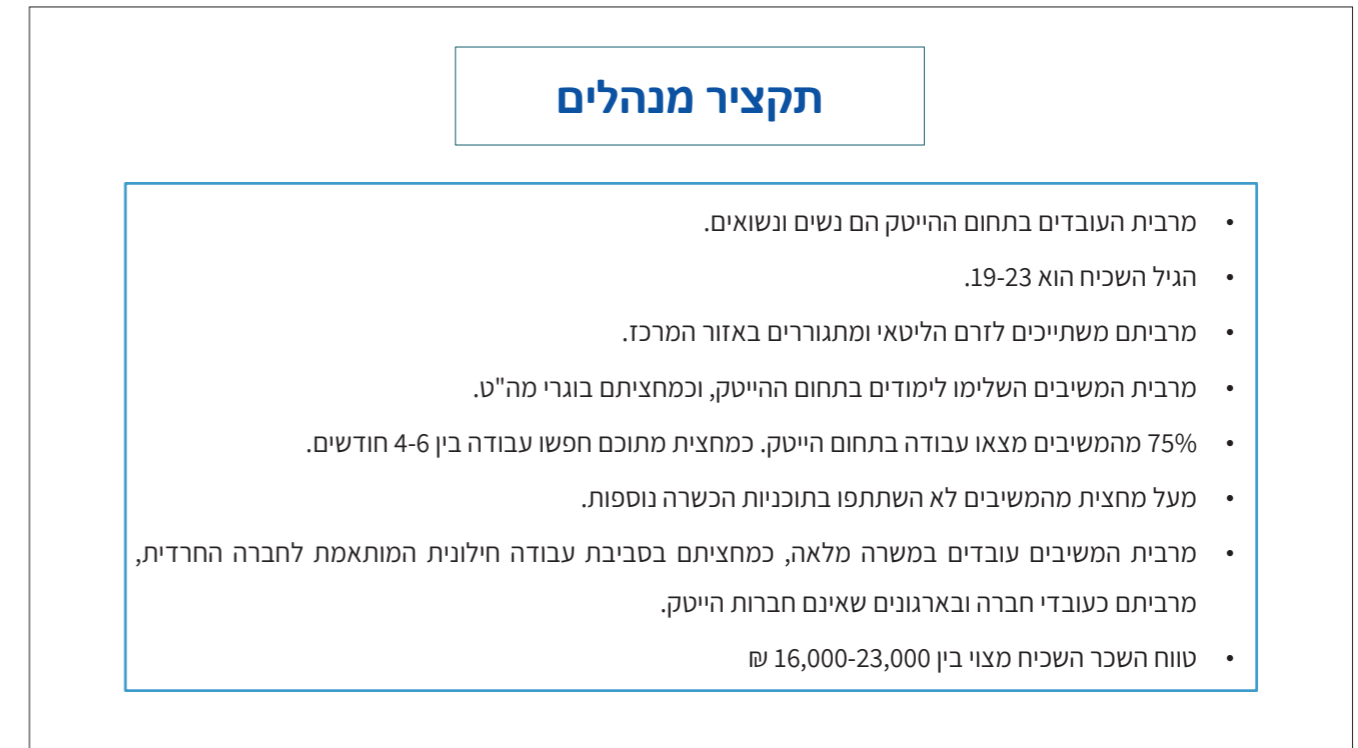 תקציר מנהלים
• מרבית העובדים בתחום ההייטק הם נשים ונשואים.
• הגיל השכיח הוא 19-23.
• מרביתם משתייכים לזרם הליטאי ומתגוררים באזור המרכז.
• מרבית המשיבים השלימו לימודים בתחום ההייטק, וכמחציתם בוגרי מה"ט.
• 75% מהמשיבים מצאו עבודה בתחום הייטק. כמחצית מתוכם חפשו עבודה בין 4-6 חודשים.
• מעל מחצית מהמשיבים לא השתתפו בתוכניות הכשרה נוספות.
• מרבית המשיבים עובדים במשרה מלאה, כמחציתם בסביבת עבודה חילונית המותאמת לחברה החרדית,
מרביתם כעובדי חברה ובארגונים שאינם חברות הייטק.
• טווח השכר השכיח מצוי בין 16,000-23,000 ₪